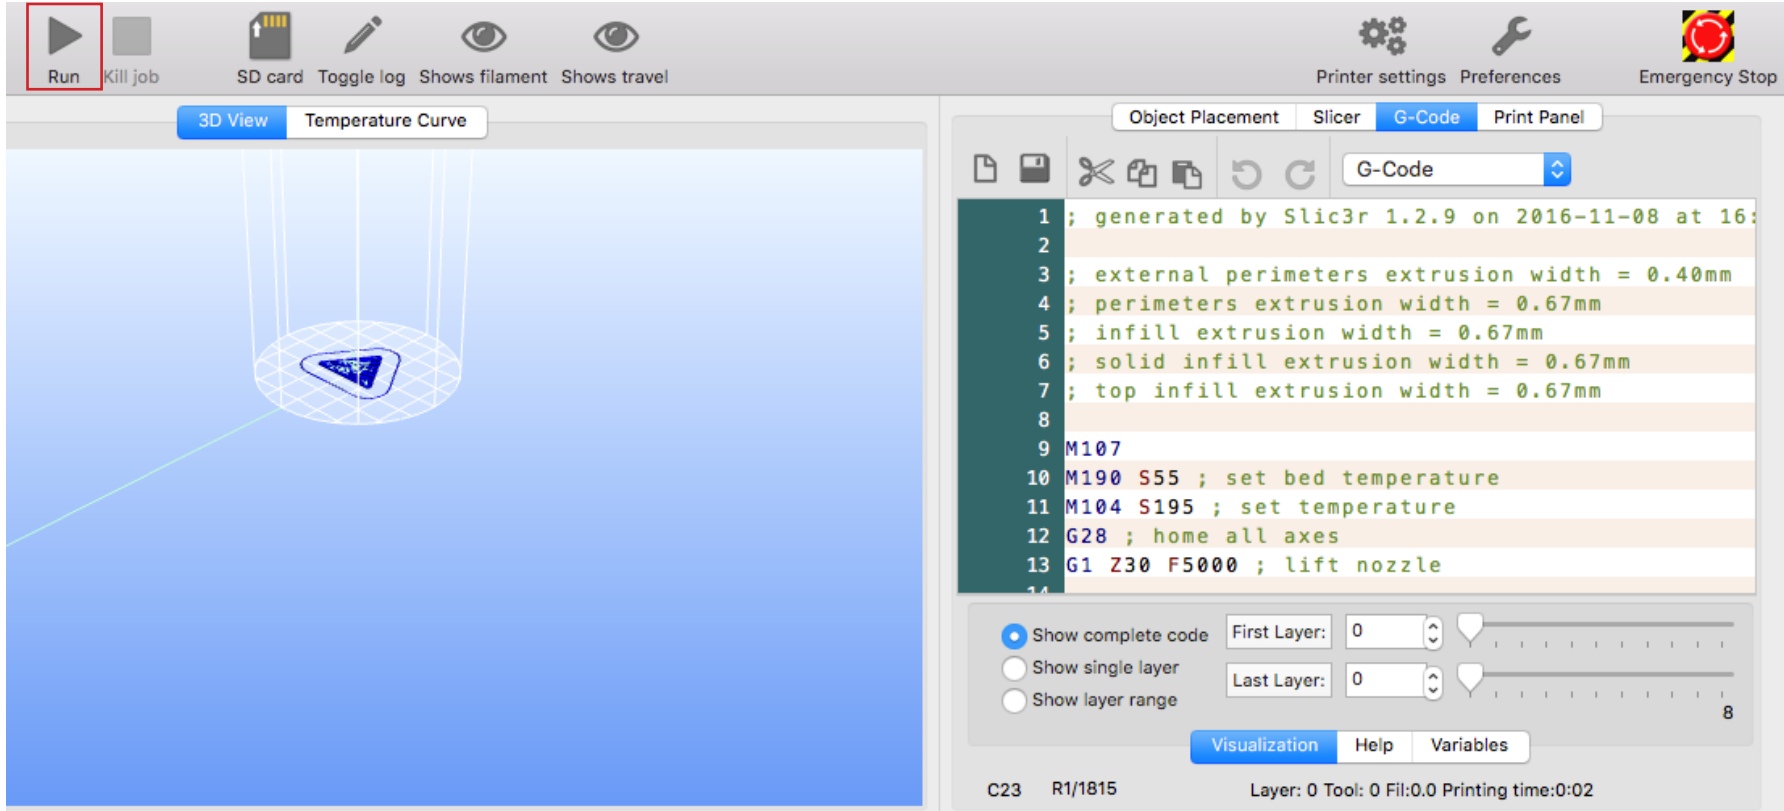 Run Kill job SD card Toggle log Shows filament Shows travel Printer settings Preferences Emergency Stop
3D View Temperature Curve
Object Placement Slicer G-Code Print Panel
G-Code
1 ; generated by Slic3r 1.2.9 on 2016-11-08 at 16:
2
3 ; external perimeters extrusion width = 0.40mm
4 ; perimeters extrusion width = 0.67mm
5 ; infill extrusion width = 0.67mm
6 ; solid infill extrusion width = 0.67mm
7 ; top infill extrusion width = 0.67mm
8
9 M107
10 M190 S55 ; set bed temperature
11 M104 S195 ; set temperature
12 G28 ; home all axes
13 G1 Z30 F5000 ; lift nozzle
14
Show complete code First Layer: 0
Show single layer
Last Layer: 0
Show layer range
8
Visualization Help Variables
C23 R1/1815 Layer: 0 Tool: 0 Fil:0.0 Printing time:0:02